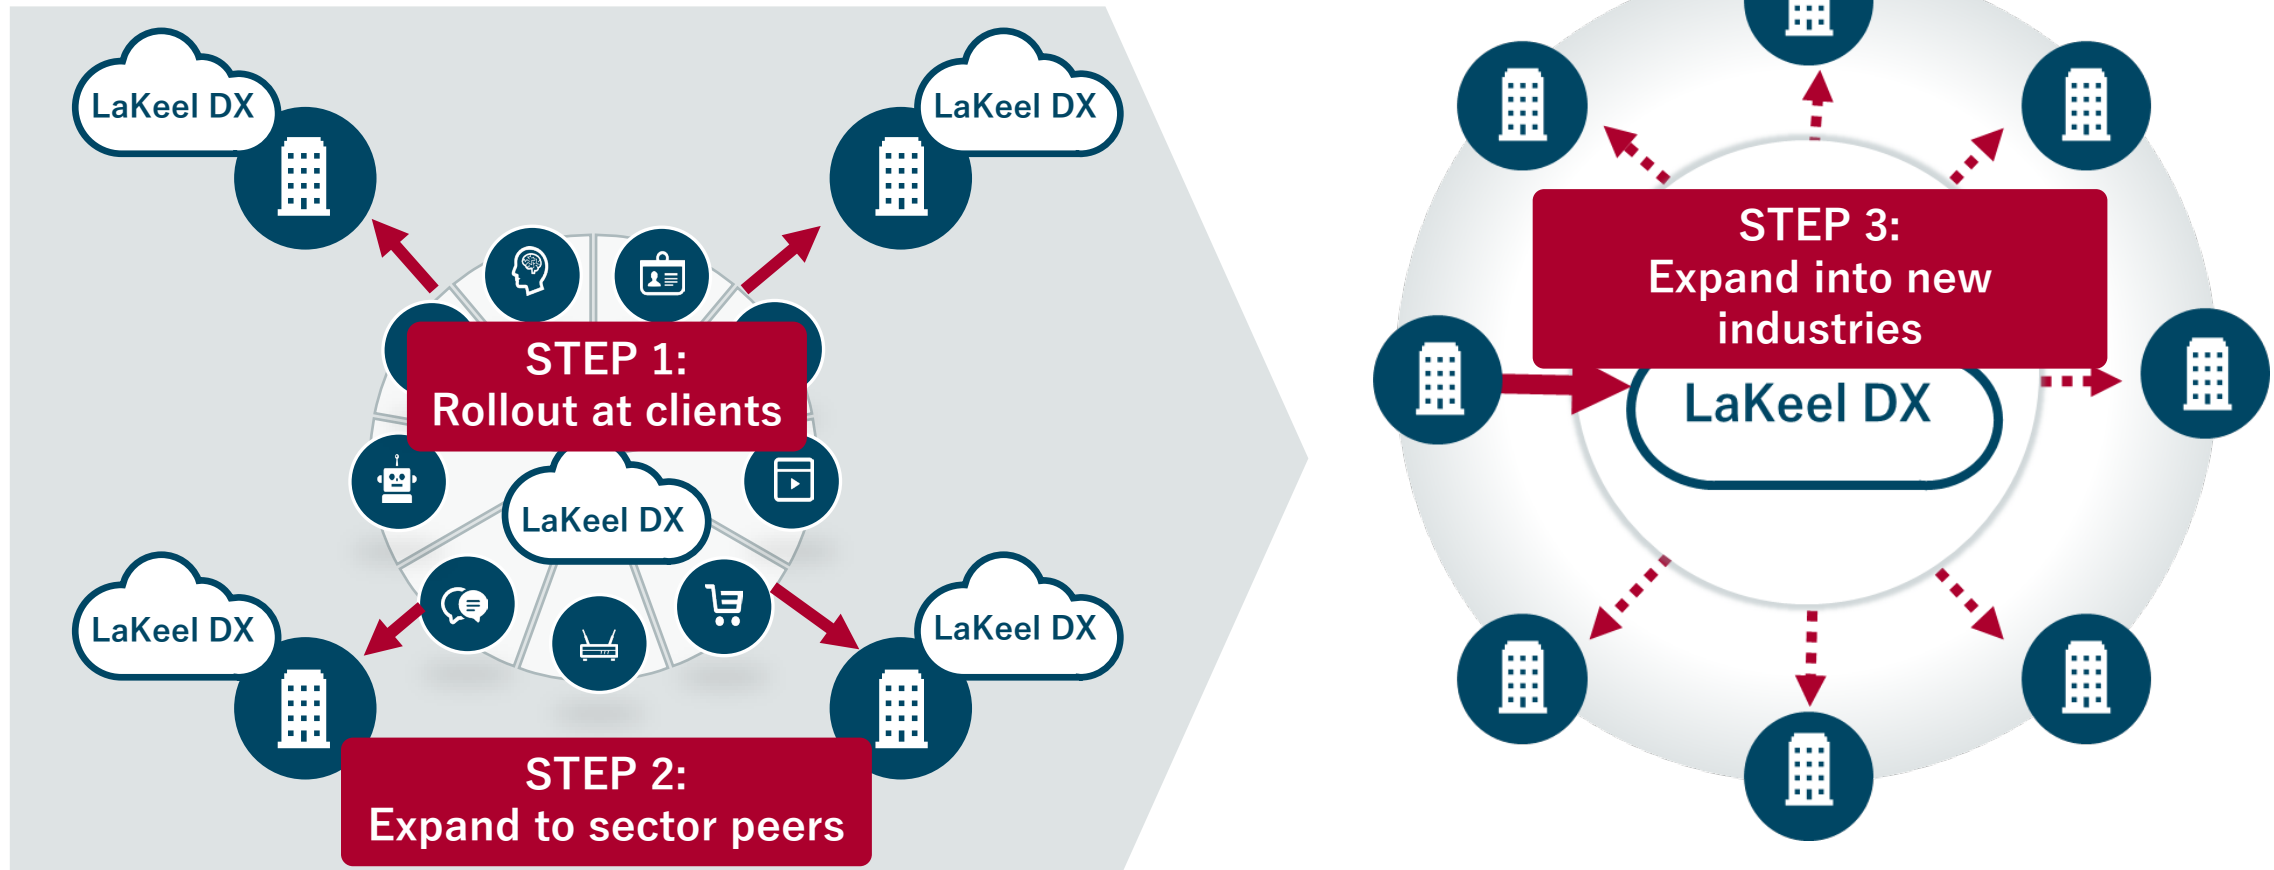 LaKeel DX
LaKeel DX
STEP 1:
Rollout at clients
LaKeel DX
LaKeel DX
LaKeel DX
STEP 2:
Expand to sector peers
STEP 3:
Expand into new
industries
LaKeel DX